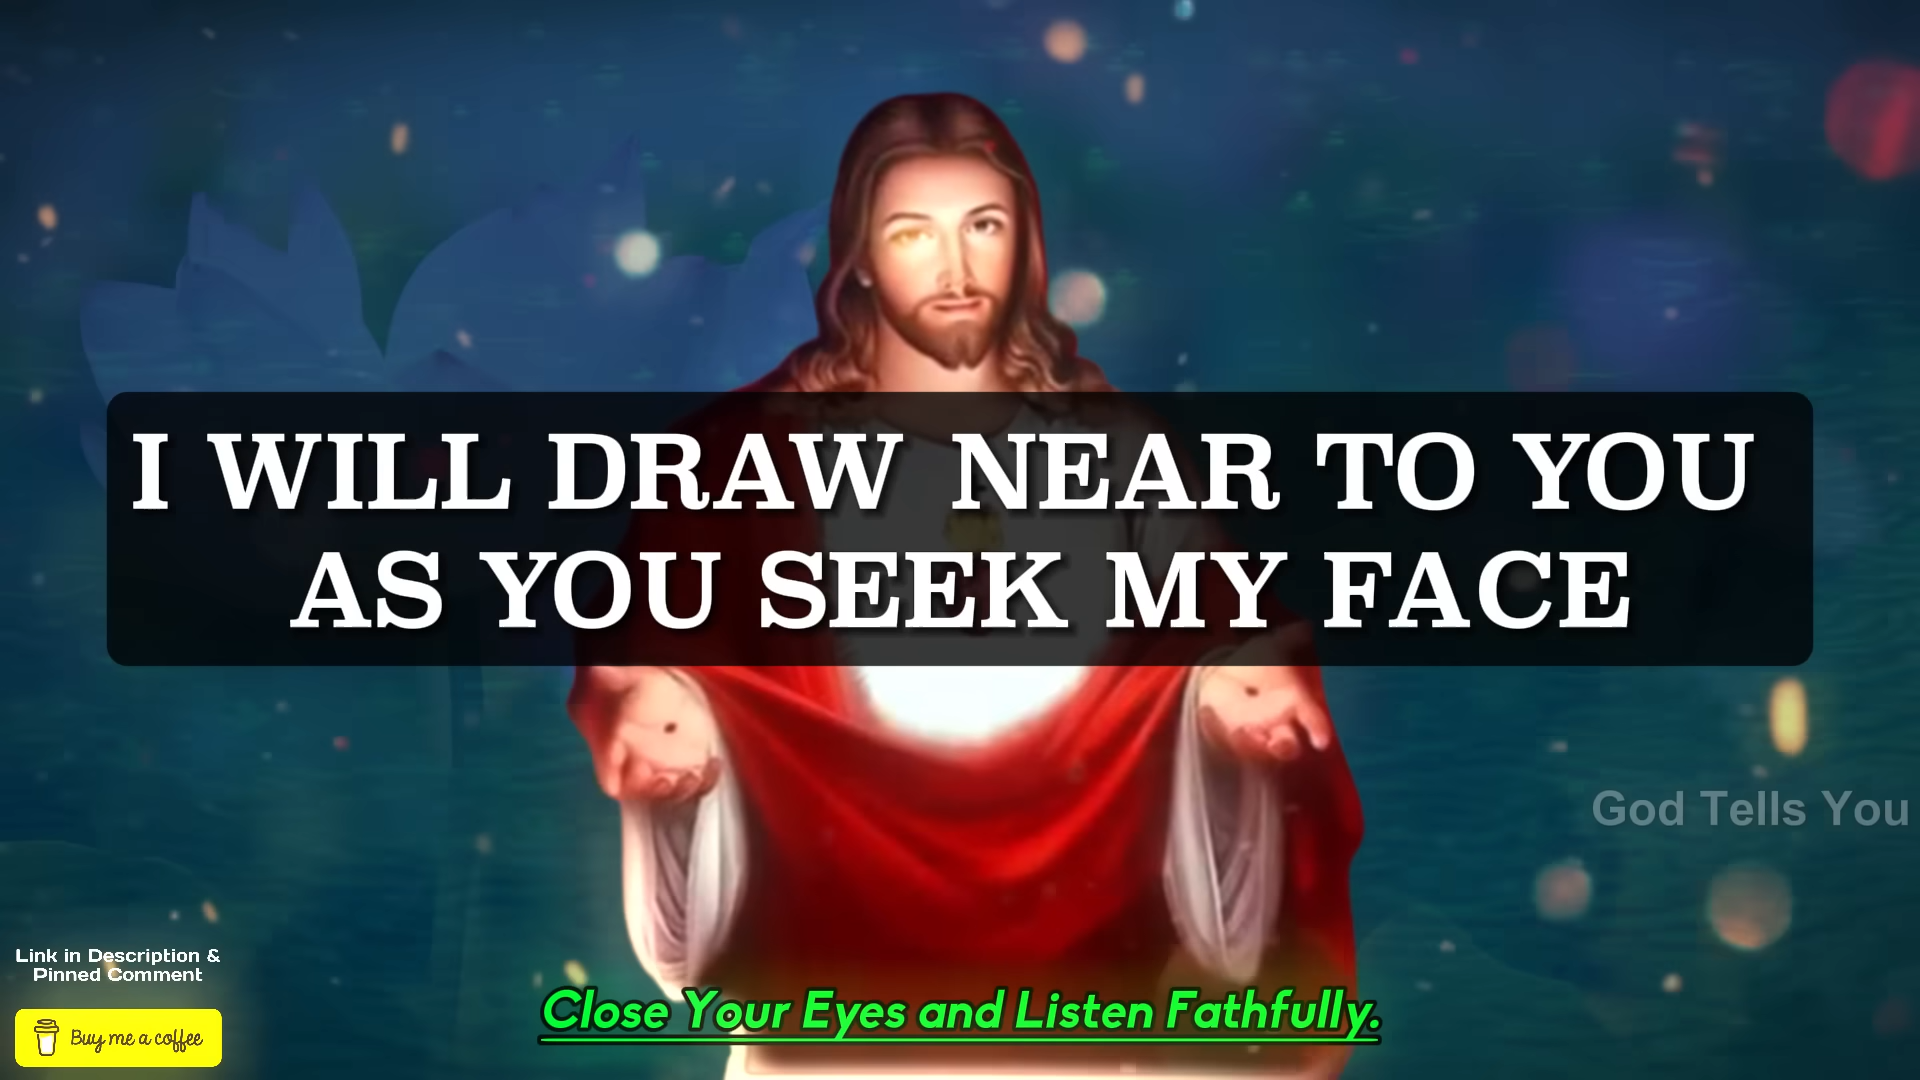 I WILL DRAW NEAR TO YOU
AS YOU SEEK MY FACE
God Tells You
Link in Description &
Pinned Comment
Buy me a coffee
Close Your Eyes and Listen Fathfully.